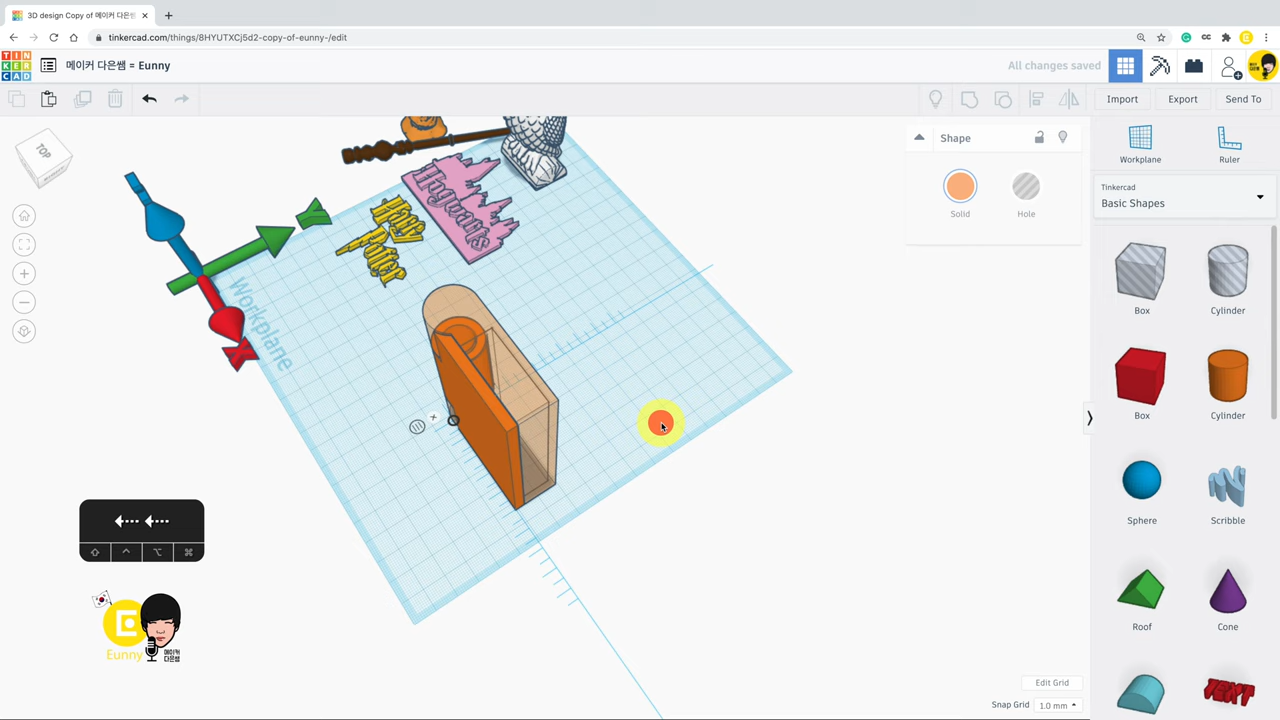 3D design Copy of 메이커 다은쌤
tinkercad.com/things/8HYUTXCj5d2-copy-of-eunny-/edit
TIN
KER
CAD
메이커 다은쌤 = Eunny
All changes saved
Import
Export
Send To
TOP
Shape
Solid
Hole
Workplane
Ruler
Tinkercad
Basic Shapes
Box
Cylinder
Box
Cylinder
Sphere
Scribble
Roof
Cone
TEXT
Hogwarts
Harry
Potter
Y
X
Workplane
E
Eunny
메이커
다은쌤
Edit Grid
Snap Grid
1.0 mm